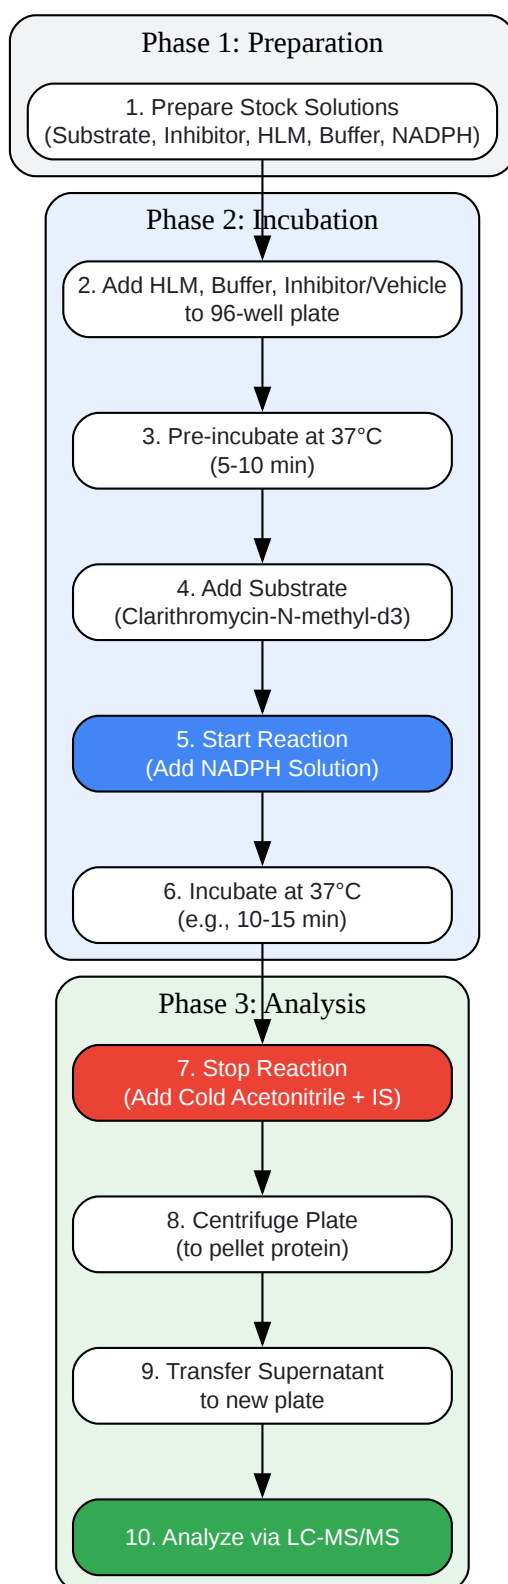 Phase 1: Preparation
1. Prepare Stock Solutions
(Substrate, Inhibitor, HLM, Buffer, NADPH)
Phase 2: Incubation
2. Add HLM, Buffer, Inhibitor/Vehicle
to 96-well plate
3. Pre-incubate at 37°C
(5-10 min)
4. Add Substrate
(Clarithromycin-N-methyl-d3)
5. Start Reaction
(Add NADPH Solution)
6. Incubate at 37°C
(e.g., 10-15 min)
Phase 3: Analysis
7. Stop Reaction
(Add Cold Acetonitrile + IS)
8. Centrifuge Plate
(to pellet protein)
9. Transfer Supernatant
to new plate
10. Analyze via LC-MS/MS